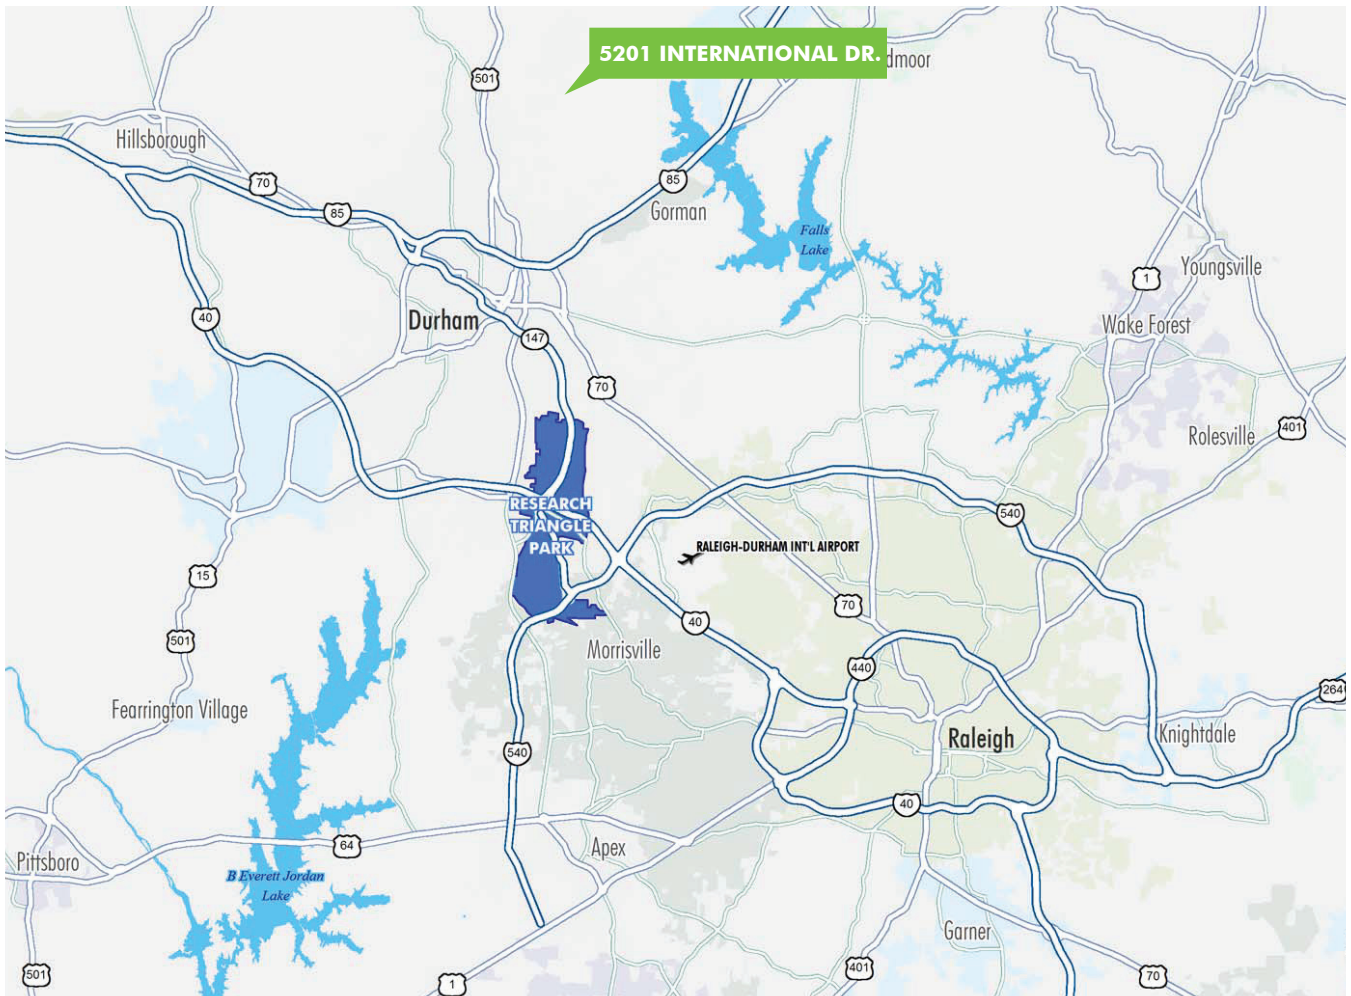 5201 INTERNATIONAL DR.
dmoor
501
Hillsborough
70
85
85
Gorman
Falls
Lake
Youngsville
1
40
Durham
Wake Forest
147
70
401
Rolesville
RESEARCH
TRIANGLE
PARK
540
RALEIGH-DURHAM INT'L AIRPORT
15
70
40
501
Morrisville
440
264
Fearrington Village
Raleigh
Knightdale
540
40
64
Apex
Pittsboro
B Everett Jordan
Lake
Garner
501
1
401
70